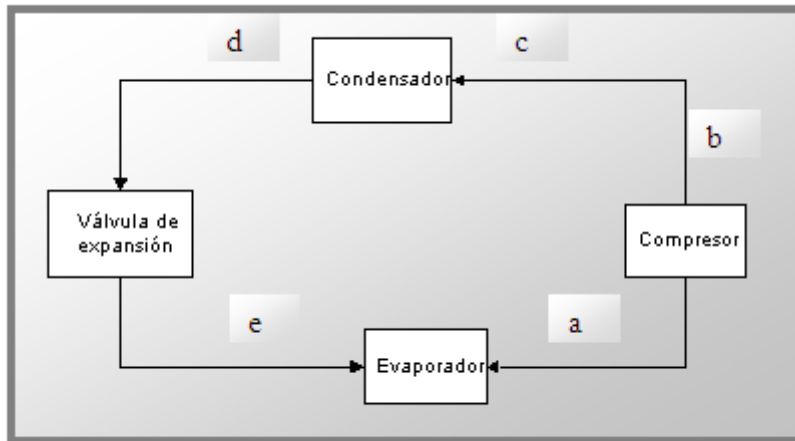 d
c
Condensador
b
Válvula de
expansión
Compresor
e
a
Evaporador